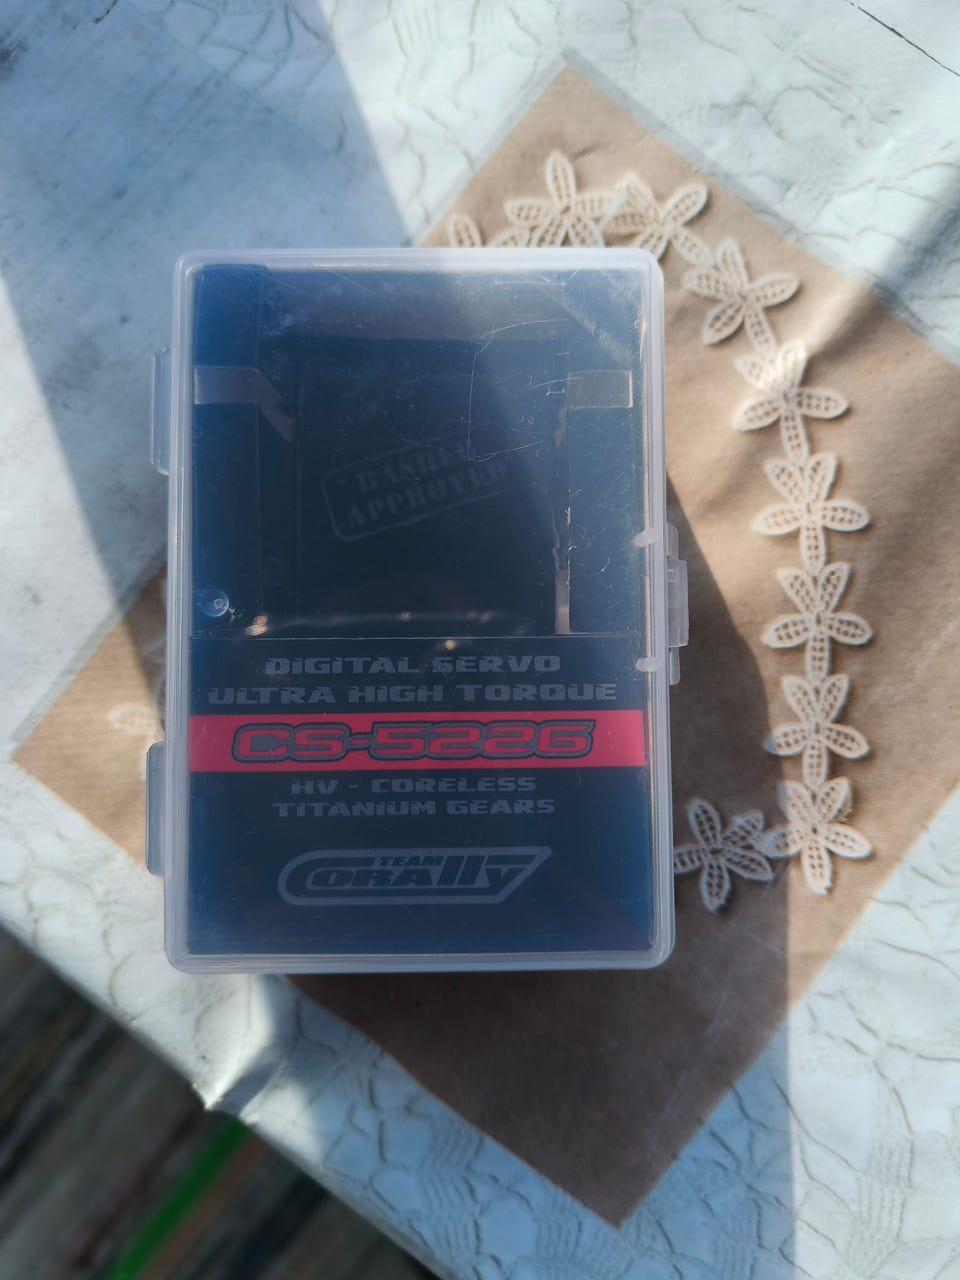 BASHER
APPROVED
DIGITAL SERVO
ULTRA HIGH TORQUE
CS-5226
HV - CORELESS
TITANIUM GEARS
TEAM
CORALLY